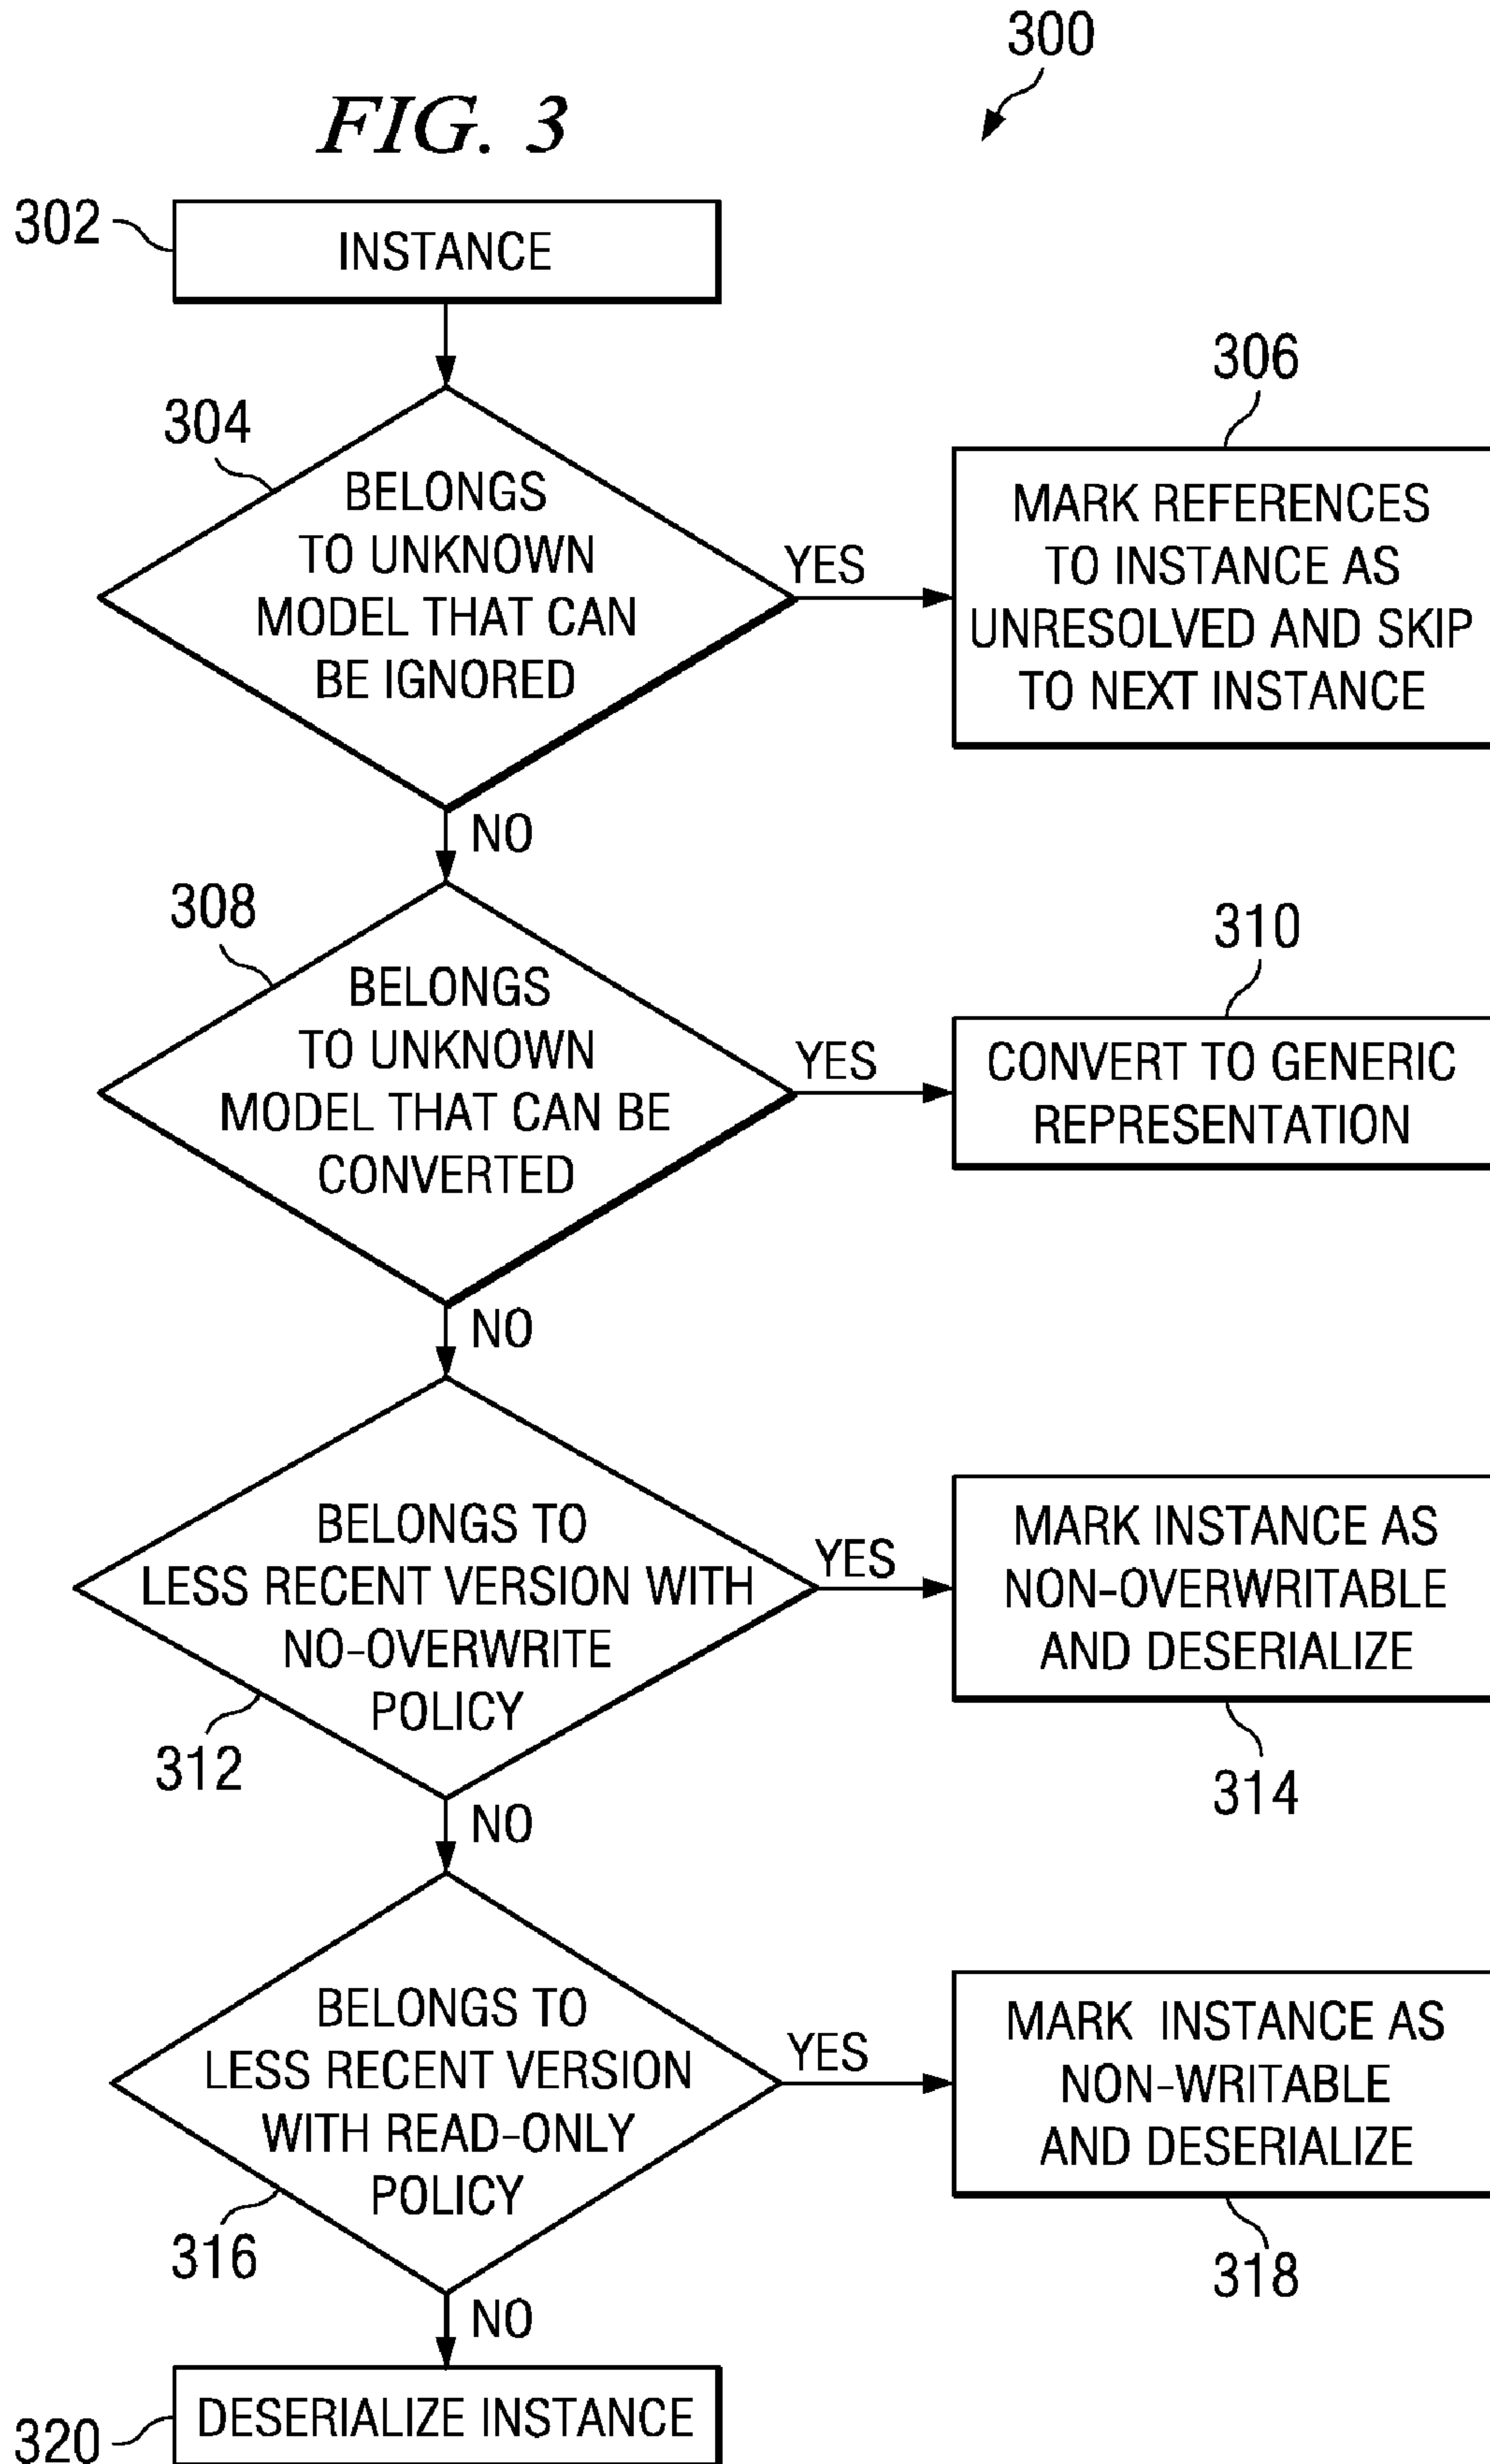 300
FIG. 3
302
INSTANCE
304
BELONGS
TO UNKNOWN
MODEL THAT CAN
BE IGNORED
YES
306
MARK REFERENCES
TO INSTANCE AS
UNRESOLVED AND SKIP
TO NEXT INSTANCE
NO
308
BELONGS
TO UNKNOWN
MODEL THAT CAN BE
CONVERTED
YES
310
CONVERT TO GENERIC
REPRESENTATION
NO
BELONGS TO
LESS RECENT VERSION WITH
NO-OVERWRITE
POLICY
312
YES
MARK INSTANCE AS
NON-OVERWRITABLE
AND DESERIALIZE
314
NO
BELONGS TO
LESS RECENT VERSION
WITH READ-ONLY
POLICY
316
YES
MARK INSTANCE AS
NON-WRITABLE
AND DESERIALIZE
318
NO
320
DESERIALIZE INSTANCE